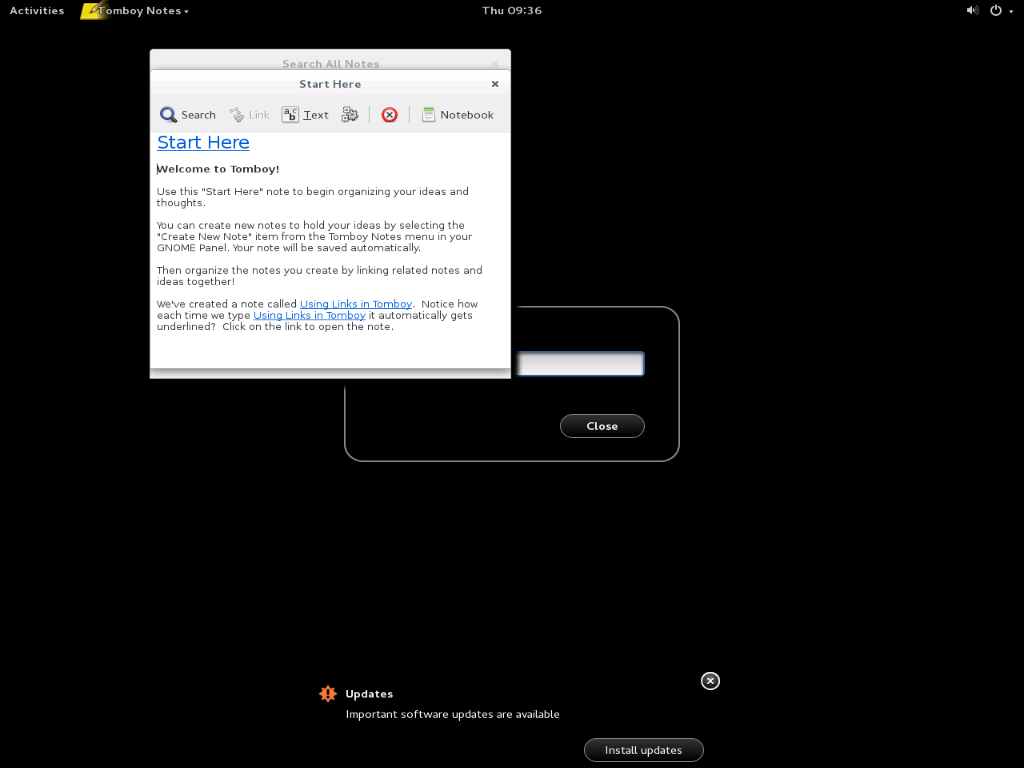 Activities
Tomboy Notes
Thu 09:36
Search All Notes
Start Here
Search
Link
Text
Notebook
Start Here
Welcome to Tomboy!
Use this "Start Here" note to begin organizing your ideas and
thoughts.
You can create new notes to hold your ideas by selecting the
"Create New Note" item from the Tomboy Notes menu in your
GNOME Panel. Your note will be saved automatically.
Then organize the notes you create by linking related notes and
ideas together!
We've created a note called Using Links in Tomboy.  Notice how
each time we type Using Links in Tomboy it automatically gets
underlined?  Click on the link to open the note.
Close
Updates
Important software updates are available
Install updates